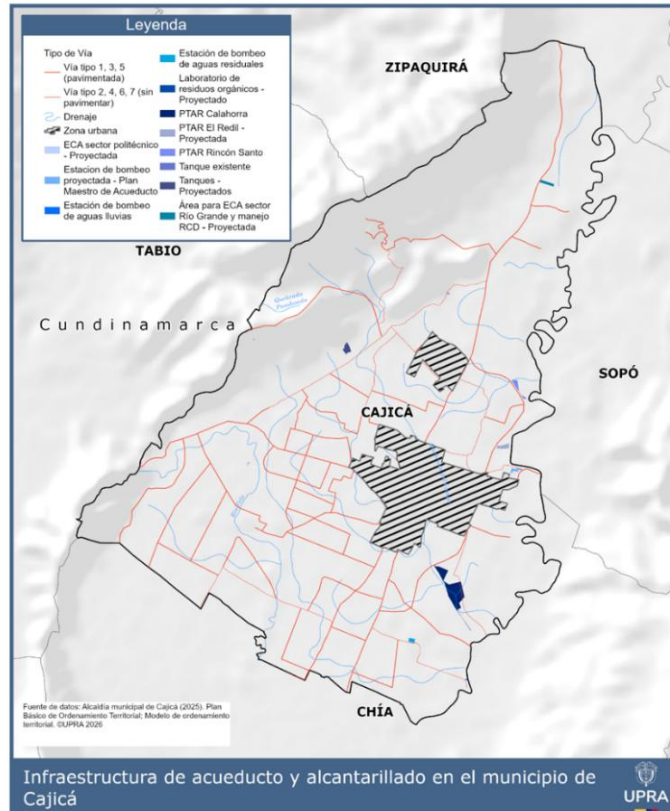 Leyenda
Tipo de Vía
Vía tipo 1, 3, 5
(pavimentada)
Vía tipo 2, 4, 6, 7 (sin
pavimentar)
Drenaje
Zona urbana
ECA sector politécnico
- Proyectada
Estacion de bombeo
proyectada - Plan
Maestro de Acueducto
Estación de bombeo
de aguas lluvias
Estación de bombeo
de aguas residuales
Laboratorio de
residuos orgánicos -
Proyectado
PTAR Calahorra
PTAR El Redil -
Proyectada
PTAR Rincón Santo
Tanque existente
Tanques -
Proyectados
Área para ECA sector
Río Grande y manejo
RCD - Proyectada
ZIPAQUIRÁ
TABIO
Cundinamarca
Quebrada
SOPÓ
CAJICÁ
CHÍA
Fuente de datos: Alcaldía municipal de Cajicá (2025). Plan
Básico de Ordenamiento Territorial; Modelo de ordenamiento
territorial. ©UPRA 2026
Infraestructura de acueducto y alcantarillado en el municipio de
Cajicá
UPRA